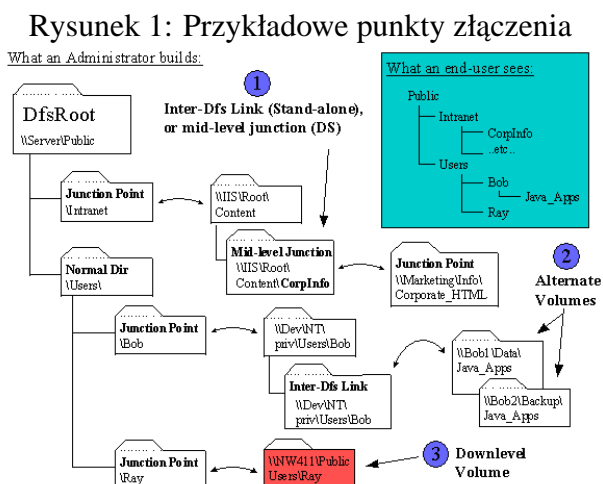 Rysunek 1: Przykładowe punkty złączenia
What an Administrator builds:
1
Inter-Dfs Link (Stand-alone),
or mid-level junction (DS)
What an end-user sees:
Public
Intranet
CorpInfo
..etc..
Users
Bob
Java_Apps
Ray
DfsRoot
\\Server\Public
Junction Point
\Intranet
\\IIS\Root\
Content
Mid-level Junction
\\IIS\Root\
Content\CorpInfo
Junction Point
\\Marketing\Info\
Corporate_HTML
2
Alternate
Volumes
Normal Dir
\Users\
Junction Point
\Bob
\\Dev\NT\
priv\Users\Bob
Inter-Dfs Link
\\Dev\NT\
priv\Users\Bob
\\Bob1\Data\
Java_Apps
\\Bob2\Backup\
Java_Apps
Junction Point
\Ray
\\NW411\Public
Users\Ray
3
Downlevel
Volume